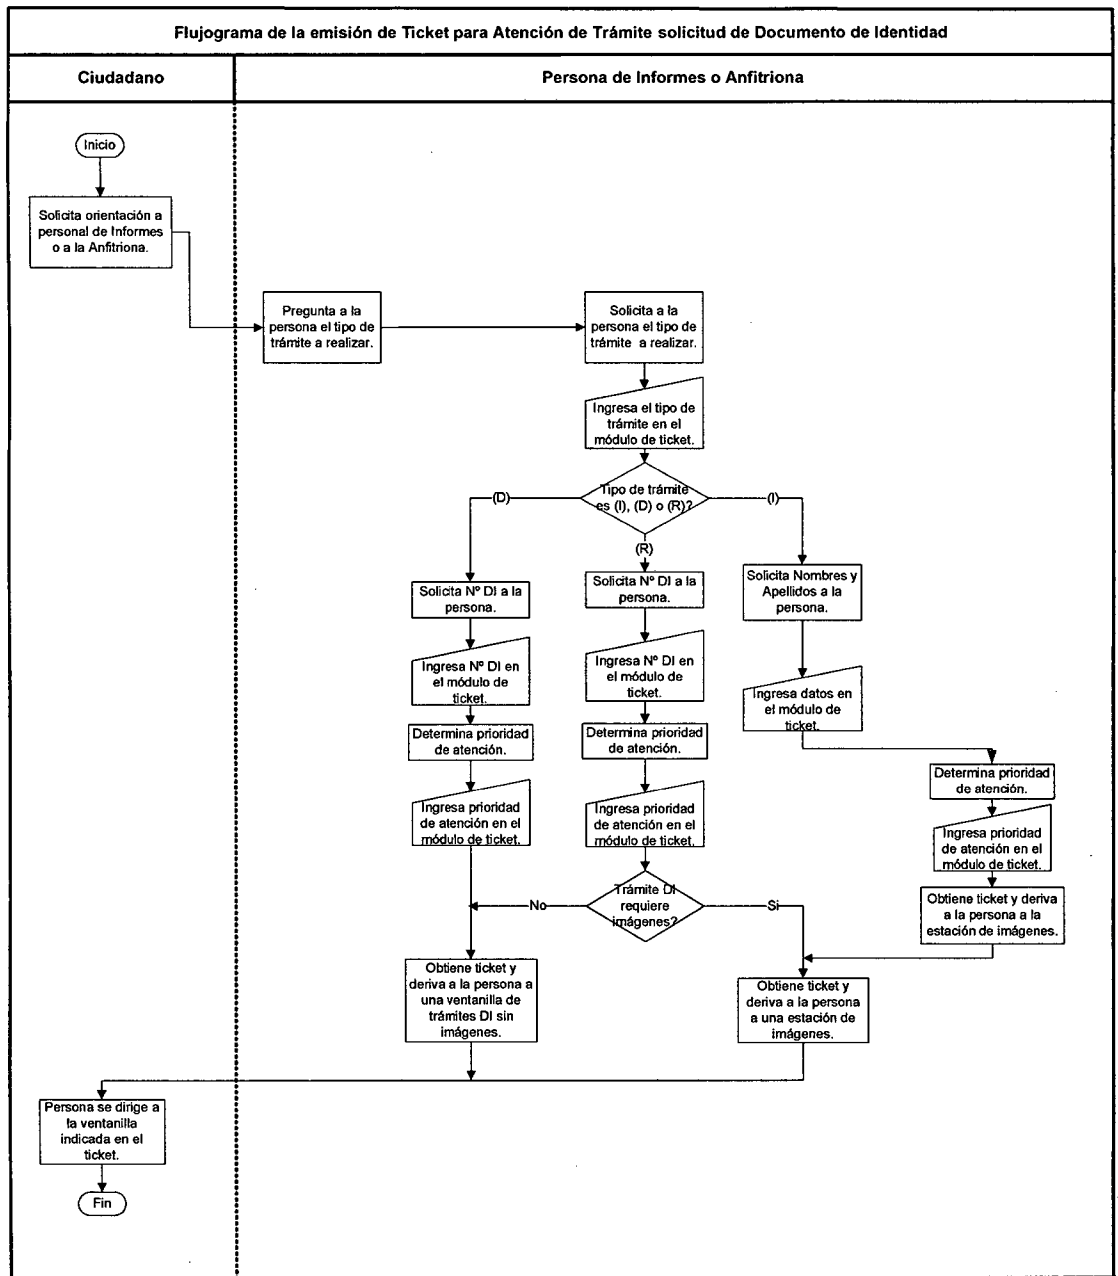 Flujograma de la emisión de Ticket para Atención de Trámite solicitud de Documento de Identidad
Ciudadano
Persona de Informes o Anfitriona
Inicio
Solicita orientación a
personal de Informes
o a la Anfitriona.
Pregunta a la
persona el tipo de
trámite a realizar.
Solicita a la
persona el tipo de
trámite a realizar.
Ingresa el tipo de
trámite en el
módulo de ticket.
Tipo de trámite
es (I), (D) o (R)?
(D)
(I)
(R)
Solicita Nº DI a la
persona.
Solicita Nº DI a la
persona.
Solicita Nombres y
Apellidos a la
persona.
Ingresa Nº DI en
el módulo de
ticket.
Ingresa Nº DI en
el módulo de
ticket.
Ingresa datos en
el módulo de
ticket.
Determina prioridad
de atención.
Determina prioridad
de atención.
Determina prioridad
de atención.
Ingresa prioridad
de atención en el
módulo de ticket.
Ingresa prioridad
de atención en el
módulo de ticket.
Ingresa prioridad
de atención en el
módulo de ticket.
Trámite DI
requiere
imágenes?
No
Si
Obtiene ticket y deriva
a la persona a la
estación de imágenes.
Obtiene ticket y
deriva a la persona a
una ventanilla de
trámites DI sin
imágenes.
Obtiene ticket y
deriva a la persona
a una estación de
imágenes.
Persona se dirige a
la ventanilla
indicada en el
ticket.
Fin